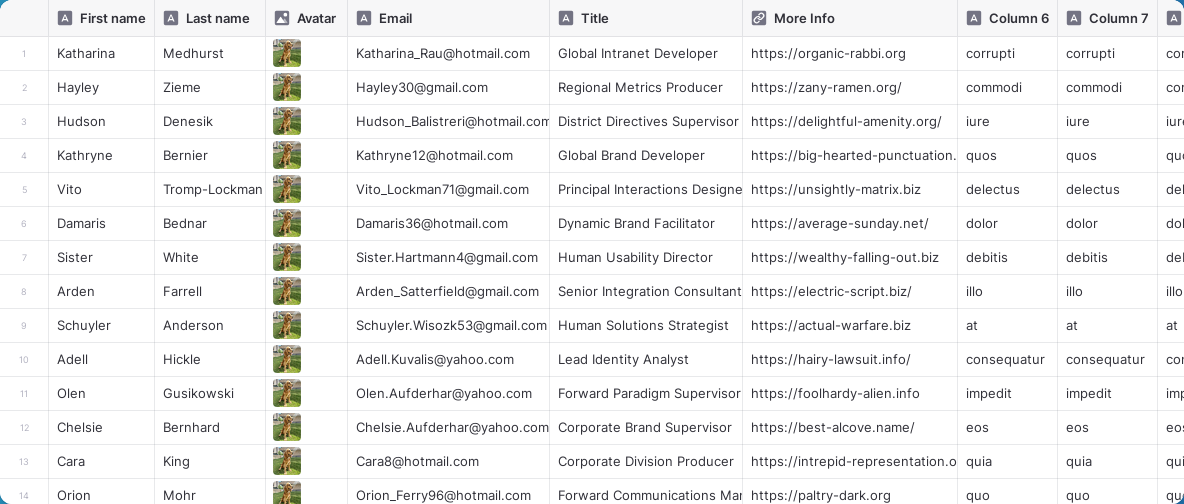 First name Last name Avatar Email Title More Info Column 6 Column 7
1 Katharina Medhurst Katharina_Rau@hotmail.com Global Intranet Developer https://organic-rabbi.org corrupti corrupti cor
2 Hayley Zieme Hayley30@gmail.com Regional Metrics Producer https://zany-ramen.org/ commodi commodi com
3 Hudson Denesik Hudson_Balistreri@hotmail.com District Directives Supervisor https://delightful-amenity.org/ iure iure iure
4 Kathryne Bernier Kathryne12@hotmail.com Global Brand Developer https://big-hearted-punctuation. quos quos quo
5 Vito Tromp-Lockman Vito_Lockman71@gmail.com Principal Interactions Designe https://unsightly-matrix.biz delectus delectus del
6 Damaris Bednar Damaris36@hotmail.com Dynamic Brand Facilitator https://average-sunday.net/ dolor dolor dol
7 Sister White Sister.Hartmann4@gmail.com Human Usability Director https://wealthy-falling-out.biz debitis debitis del
8 Arden Farrell Arden_Satterfield@gmail.com Senior Integration Consultant https://electric-script.biz/ illo illo illo
9 Schuyler Anderson Schuyler.Wisozk53@gmail.com Human Solutions Strategist https://actual-warfare.biz at at at
10 Adell Hickle Adell.Kuvalis@yahoo.com Lead Identity Analyst https://hairy-lawsuit.info/ consequatur consequatur con
11 Olen Gusikowski Olen.Aufderhar@yahoo.com Forward Paradigm Supervisor https://foolhardy-alien.info impedit impedit imp
12 Chelsie Bernhard Chelsie.Aufderhar@yahoo.com Corporate Brand Supervisor https://best-alcove.name/ eos eos eos
13 Cara King Cara8@hotmail.com Corporate Division Producer https://intrepid-representation.o quia quia qui
14 Orion Mohr Orion_Ferry96@hotmail.com Forward Communications Mar https://paltry-dark.org quo quo quo